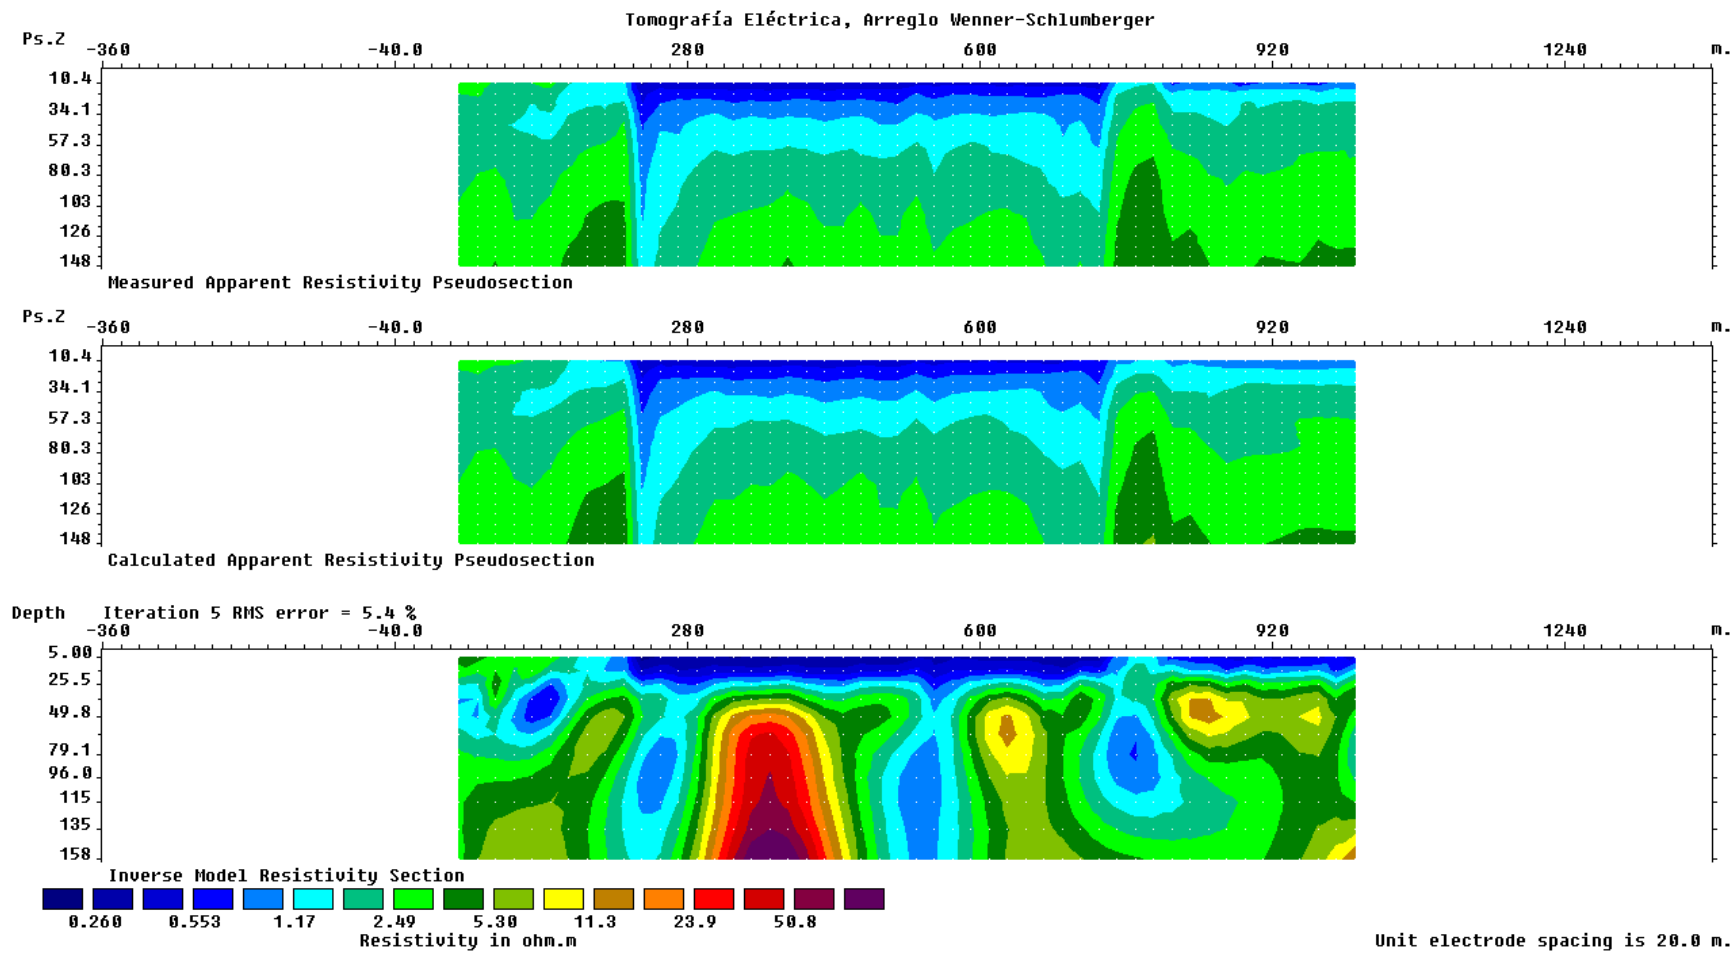 Tomografía Eléctrica, Arreglo Wenner-Schlumberger
Ps.Z -360 -40.0 280 600 920 1240 m.
10.4
34.1
57.3
80.3
103
126
148
Measured Apparent Resistivity Pseudosection
Ps.Z -360 -40.0 280 600 920 1240 m.
10.4
34.1
57.3
80.3
103
126
148
Calculated Apparent Resistivity Pseudosection
Depth Iteration 5 RMS error = 5.4 %
-360 -40.0 280 600 920 1240 m.
5.00
25.5
49.8
79.1
96.0
115
135
158
Inverse Model Resistivity Section
0.260 0.553 1.17 2.49 5.30 11.3 23.9 50.8
Resistivity in ohm.m
Unit electrode spacing is 20.0 m.